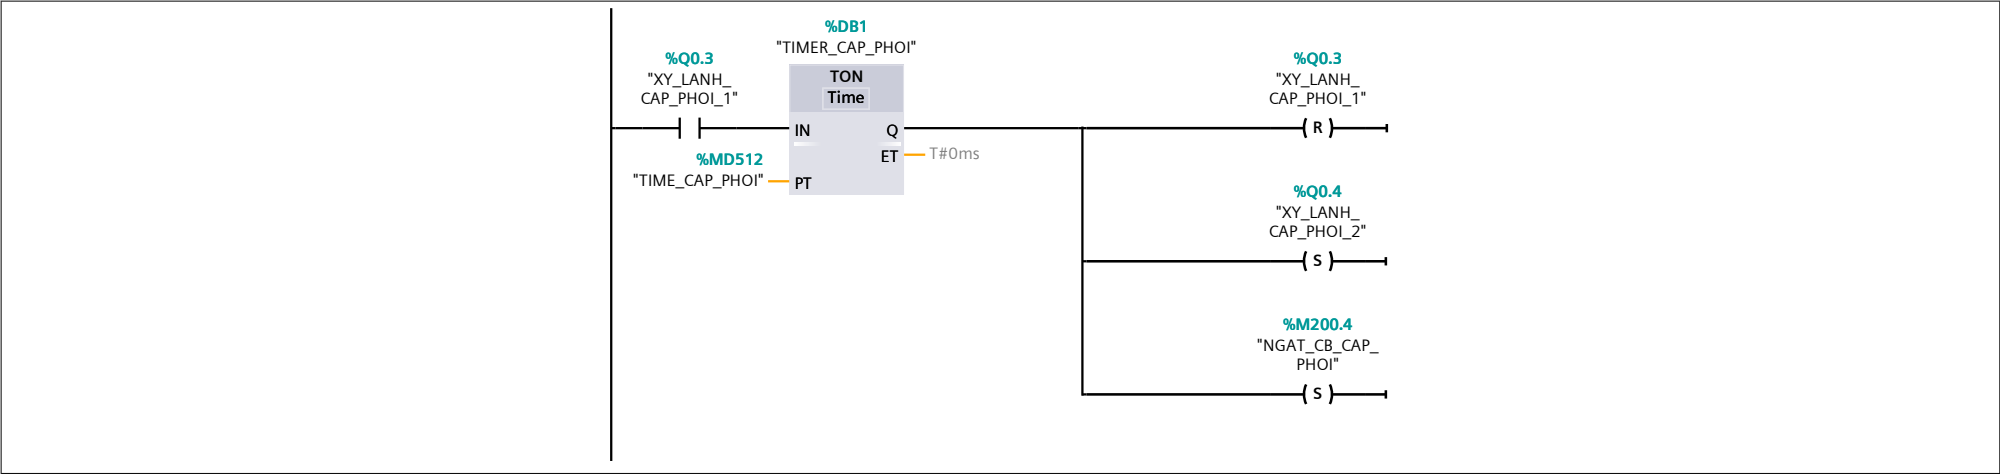 %DB1
"TIMER_CAP_PHOI"
%Q0.3
"XY_LANH_
CAP_PHOI_1"
TON
Time
IN
Q
%MD512
"TIME_CAP_PHOI"
PT
ET
T#0ms
%Q0.3
"XY_LANH_
CAP_PHOI_1"
R
%Q0.4
"XY_LANH_
CAP_PHOI_2"
S
%M200.4
"NGAT_CB_CAP_
PHOI"
S